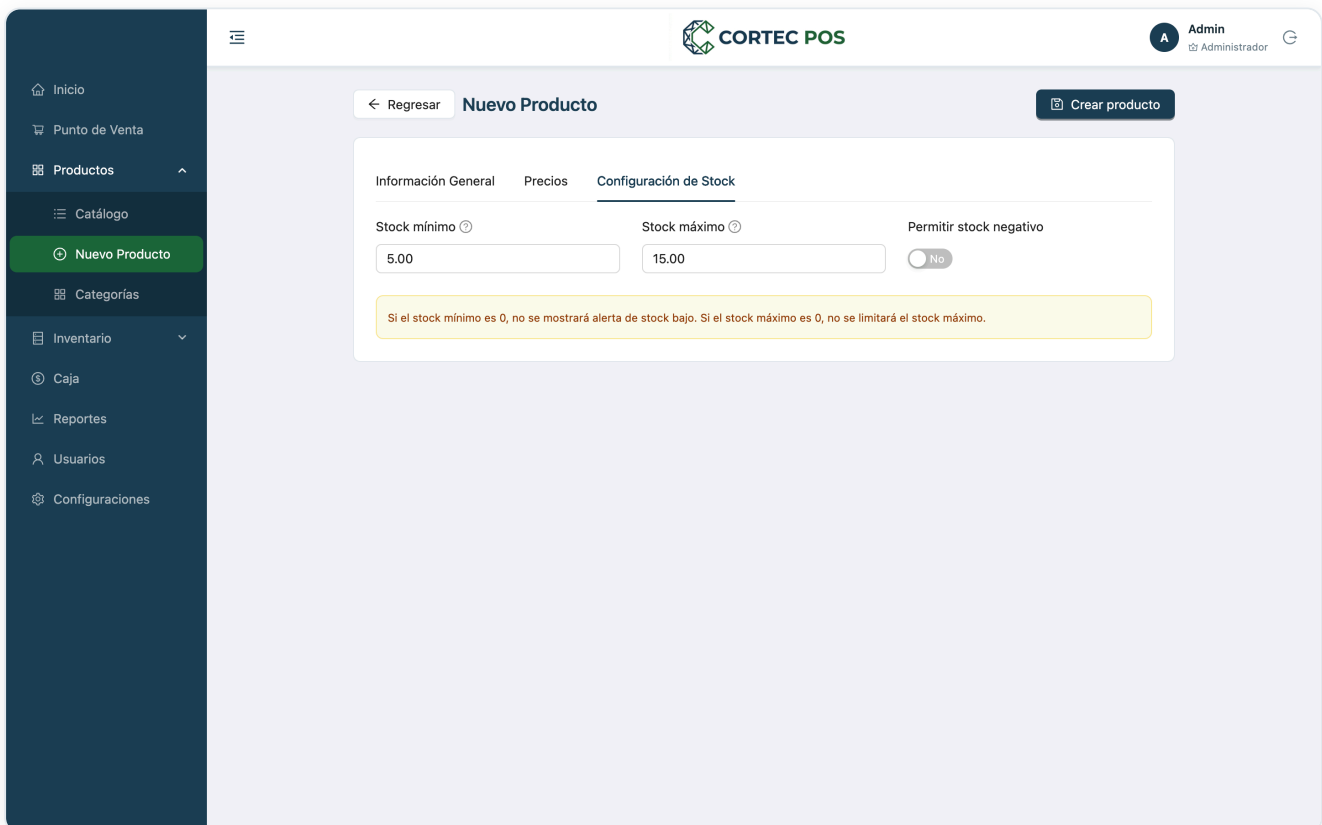 CORTEC POS
A
Admin
Administrador
Inicio
Punto de Venta
Productos
Catálogo
Nuevo Producto
Categorías
Inventario
Caja
Reportes
Usuarios
Configuraciones
Regresar
Nuevo Producto
Crear producto
Información General Precios Configuración de Stock
Stock mínimo Stock máximo Permitir stock negativo
5.00 15.00 No
Si el stock mínimo es 0, no se mostrará alerta de stock bajo. Si el stock máximo es 0, no se limitará el stock máximo.